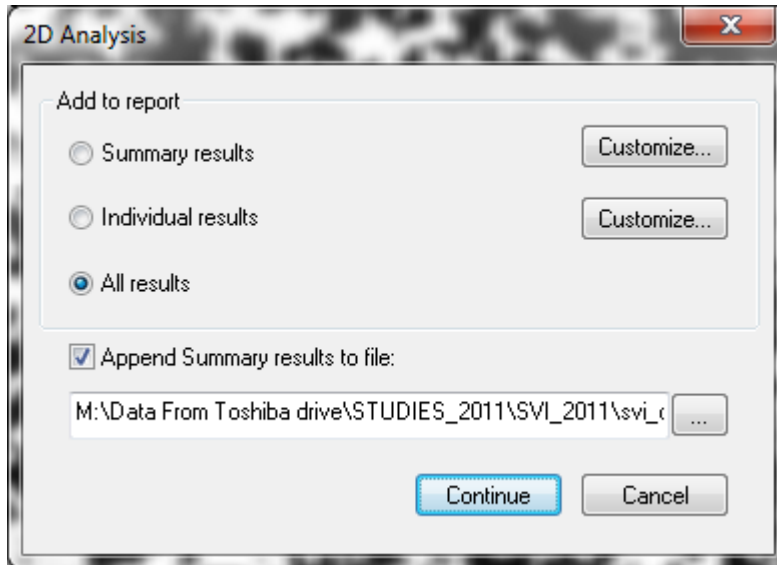 2D Analysis
Add to report
Summary results
Customize...
Individual results
Customize...
All results
Append Summary results to file:
M:\Data From Toshiba drive\STUDIES_2011\SVI_2011\svi_
...
Continue
Cancel